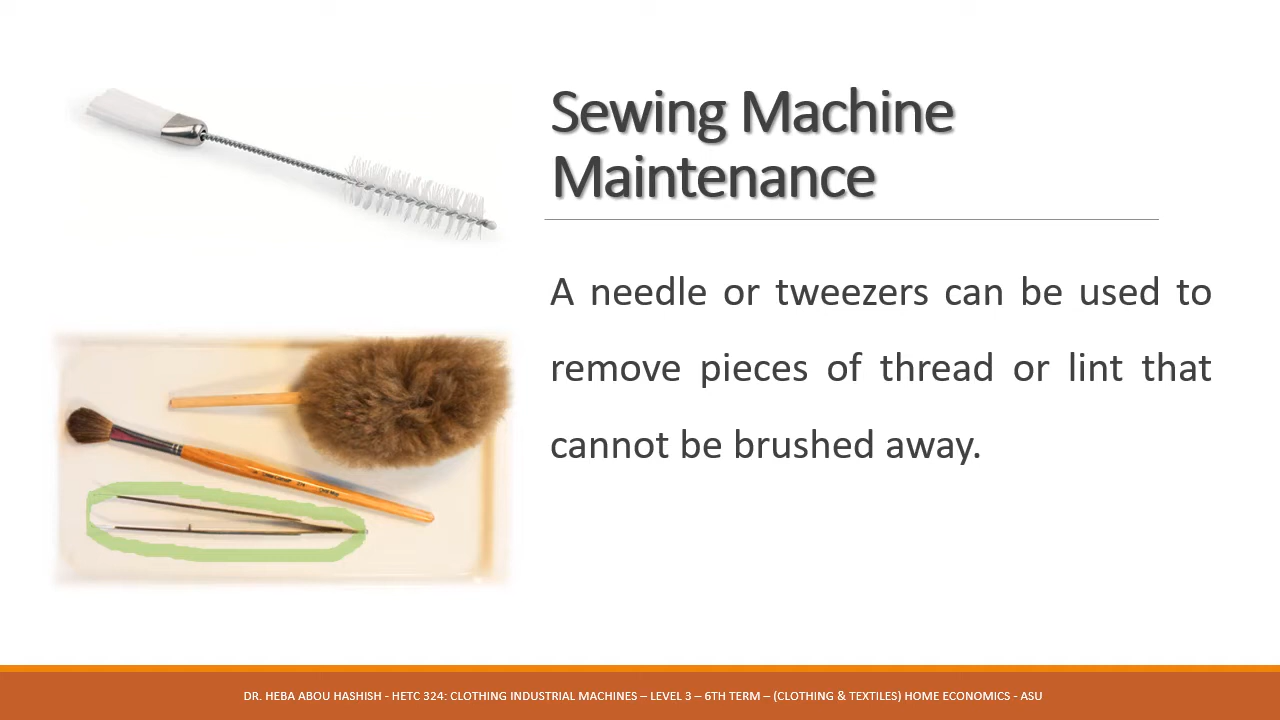 Sewing Machine
Maintenance
A needle or tweezers can be used to
remove pieces of thread or lint that
cannot be brushed away.
DR. HEBA ABOU HASHISH - HETC 324: CLOTHING INDUSTRIAL MACHINES – LEVEL 3 – 6TH TERM – (CLOTHING & TEXTILES) HOME ECONOMICS - ASU